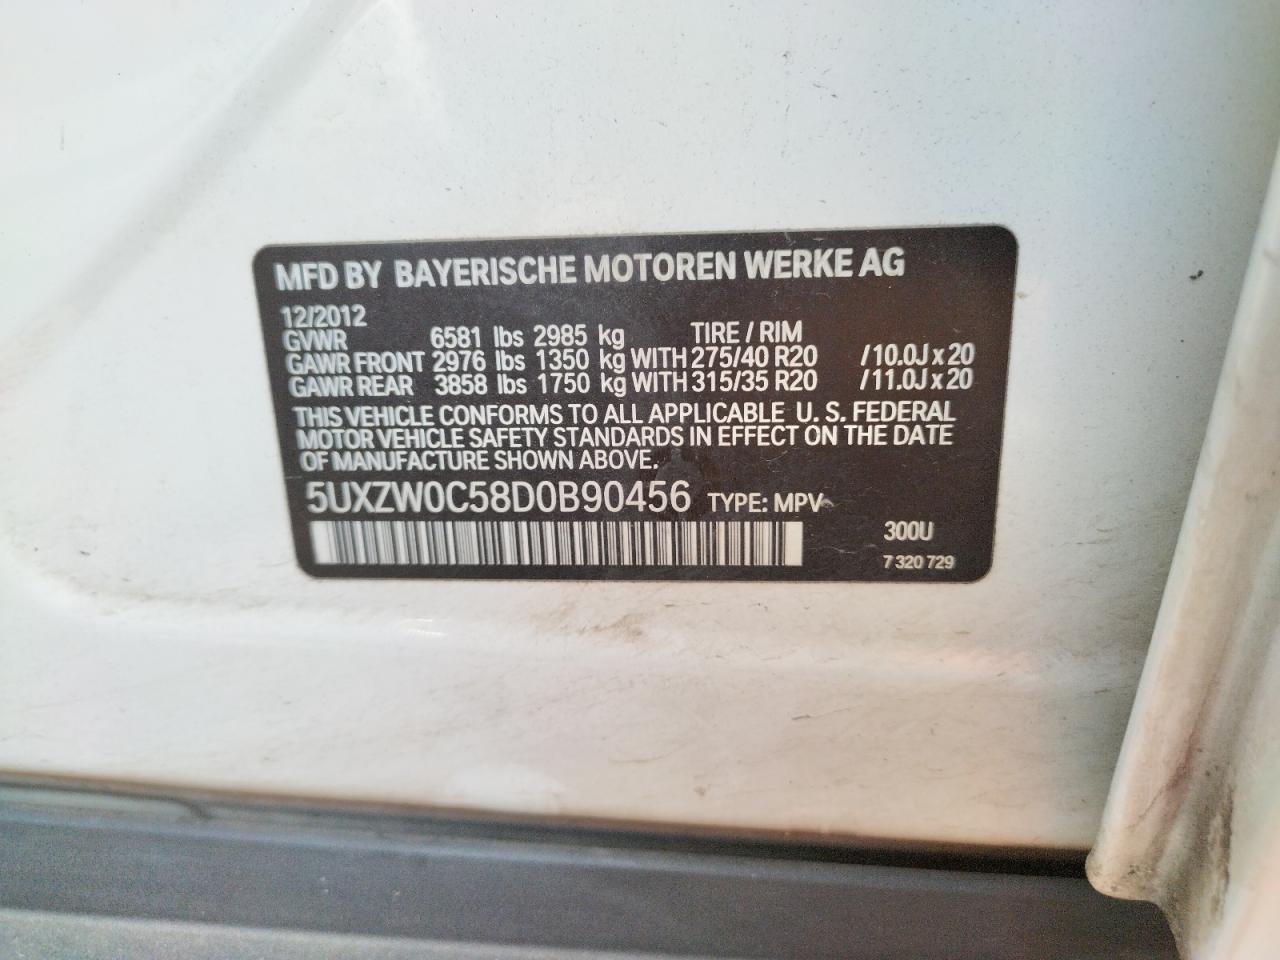 MFD BY BAYERISCHE MOTOREN WERKE AG
12/2012
GVWR 6581 lbs 2985 kg TIRE / RIM
GAWR FRONT 2976 lbs 1350 kg WITH 275/40 R20 /10.0J x 20
GAWR REAR 3858 lbs 1750 kg WITH 315/35 R20 /11.0J x 20
THIS VEHICLE CONFORMS TO ALL APPLICABLE U. S. FEDERAL
MOTOR VEHICLE SAFETY STANDARDS IN EFFECT ON THE DATE
OF MANUFACTURE SHOWN ABOVE.
5UXZW0C58D0B90456 TYPE: MPV
300U
7 320 729